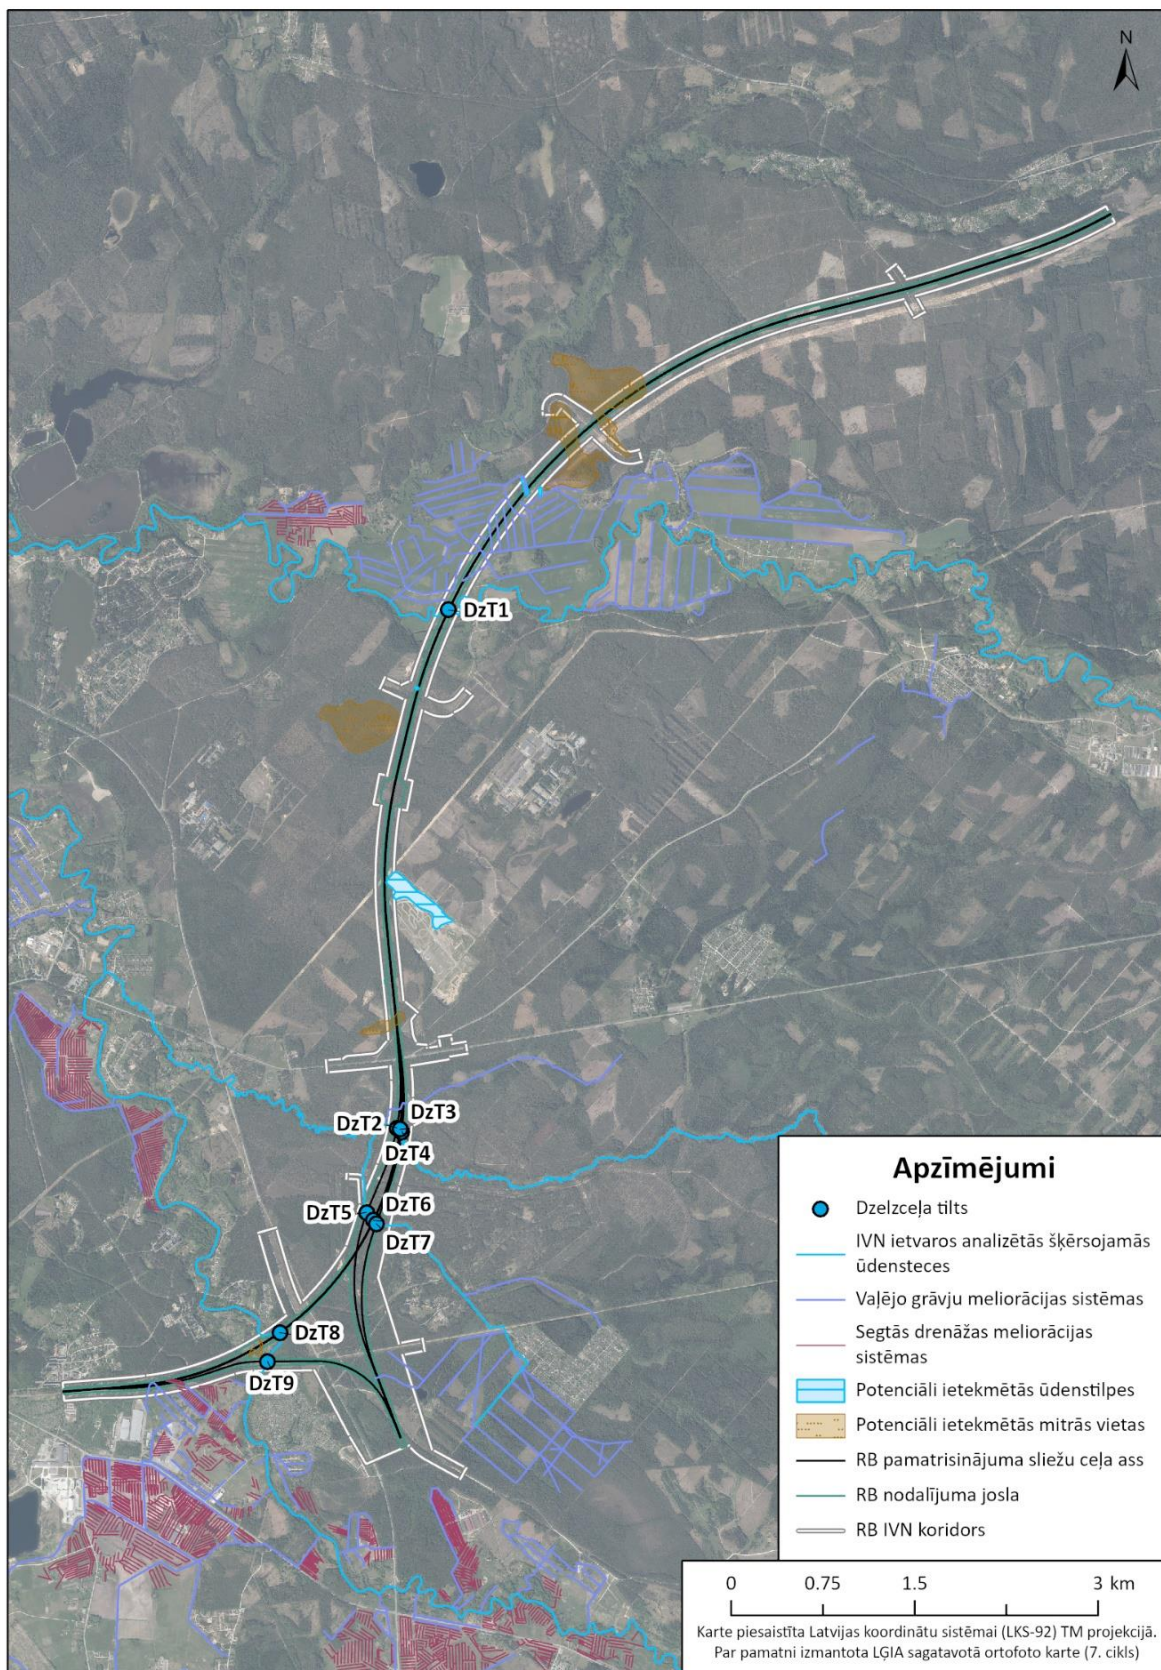 N
DzT1
DzT2
DzT3
DzT4
DzT5
DzT6
DzT7
DzT8
DzT9
Apzīmējumi
Dzelzceļa tilts
IVN ietvaros analizētās šķērsojamās
ūdensteces
Vaļējo grāvju meliorācijas sistēmas
Segtās drenāžas meliorācijas
sistēmas
Potenciāli ietekmētās ūdenstilpes
Potenciāli ietekmētās mitrās vietas
RB pamatrisinājuma sliežu ceļa ass
RB nodalījuma josla
RB IVN koridors
0 0.75 1.5 3 km
Karte piesaistīta Latvijas koordinātu sistēmai (LKS-92) TM projekcijā.
Par pamatni izmantota LĢIA sagatavotā ortofoto karte (7. cikls)